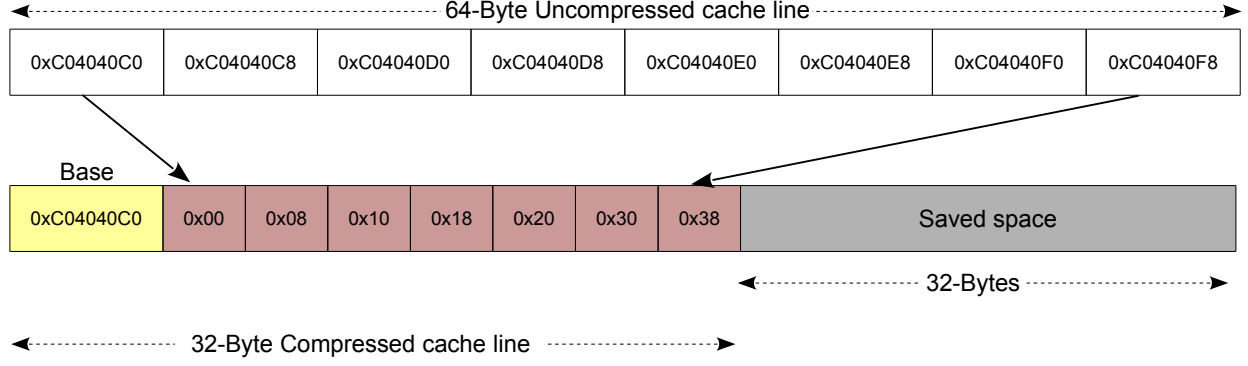 64-Byte Uncompressed cache line
0xC04040C0 0xC04040C8 0xC04040D0 0xC04040D8 0xC04040E0 0xC04040E8 0xC04040F0 0xC04040F8
Base
0xC04040C0 0x00 0x08 0x10 0x18 0x20 0x30 0x38 Saved space
32-Bytes
32-Byte Compressed cache line